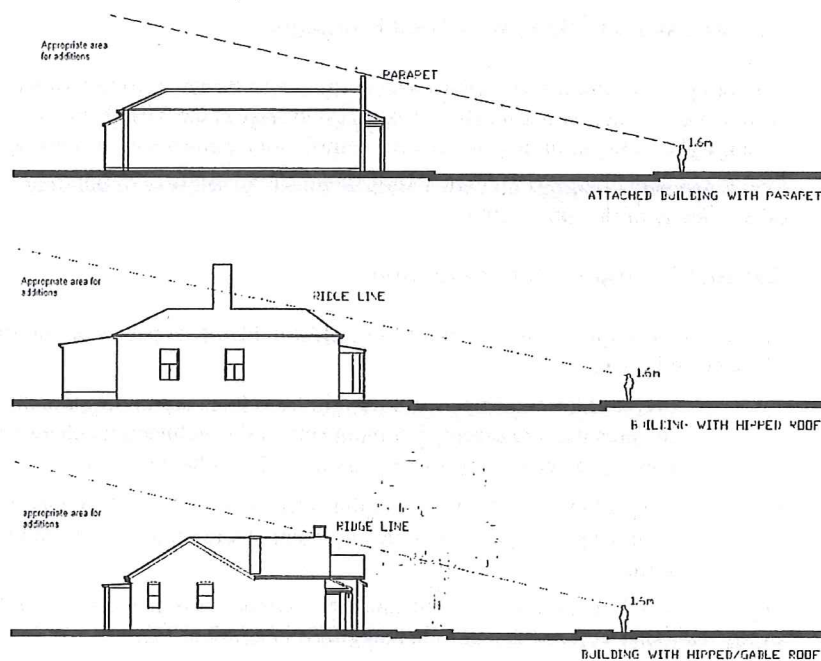 Appropriate area
for additions
PARAPET
1.6m
ATTACHED BUILDING WITH PARAPET
Appropriate area for
additions
RIDGE LINE
1.6m
BUILDING WITH HIPPED ROOF
appropriate area for
additions
RIDGE LINE
1.6m
BUILDING WITH HIPPED/GABLE ROOF